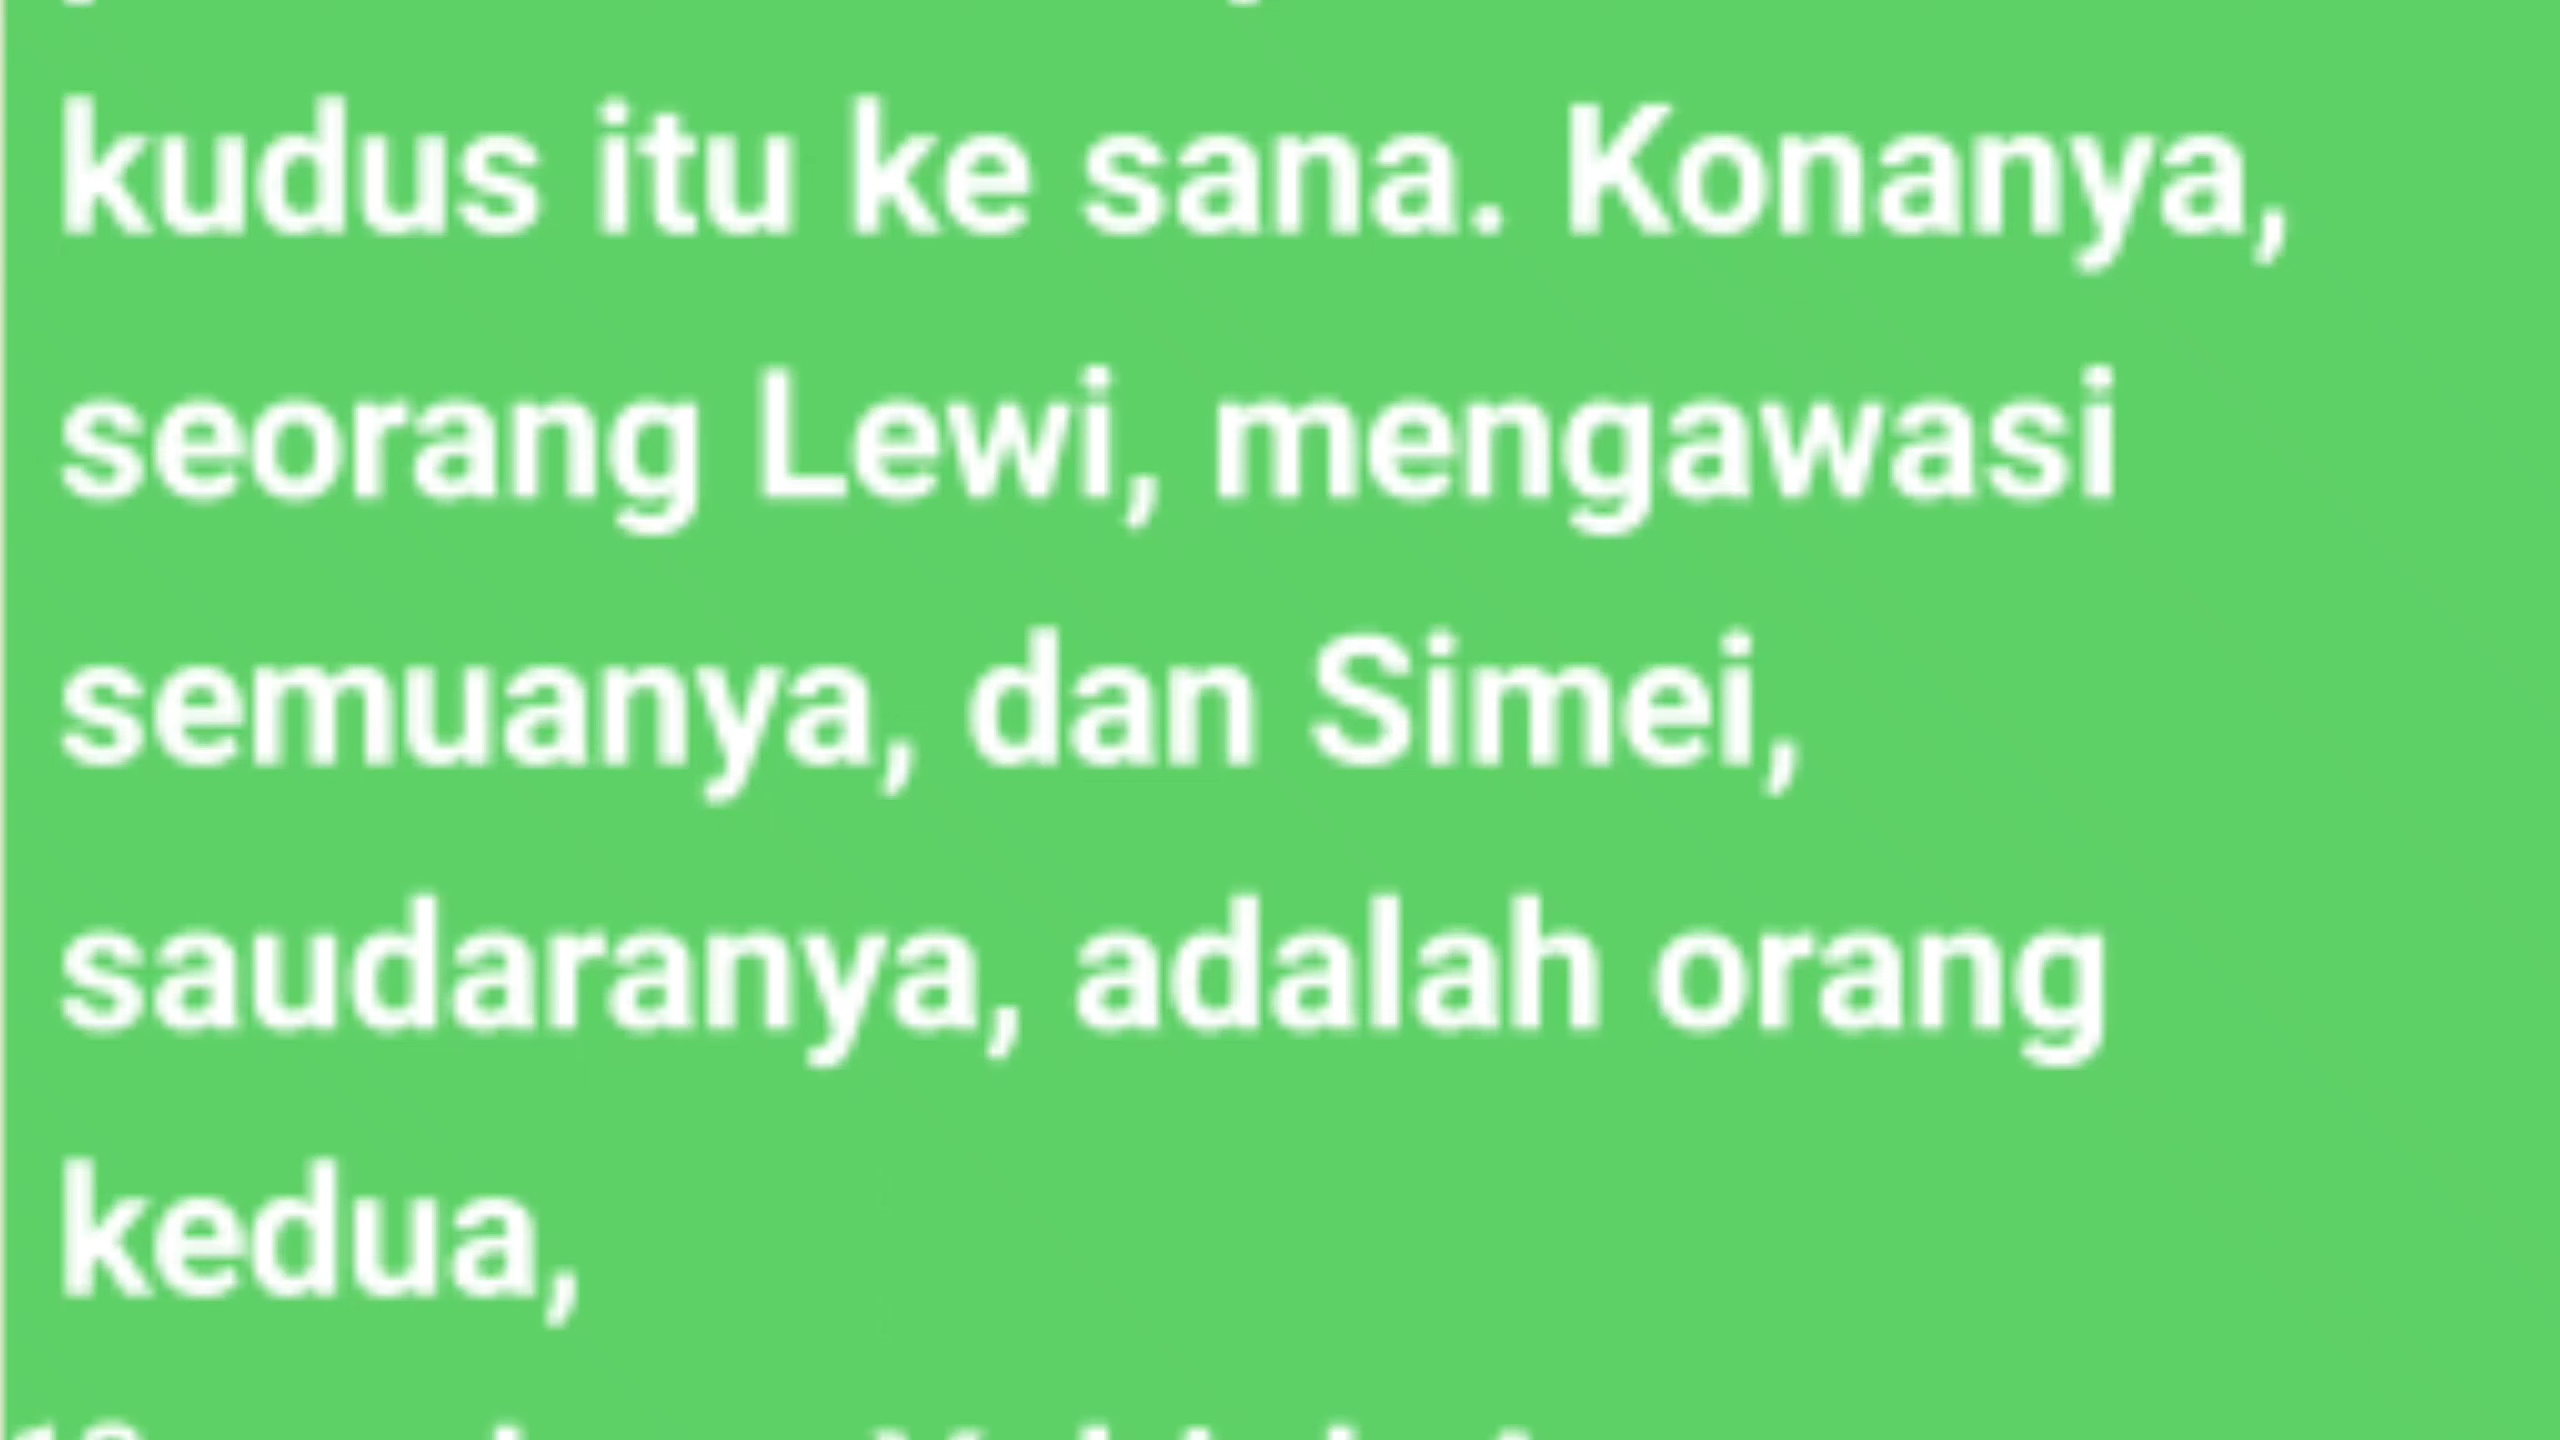 kudus itu ke sana. Konanya,
seorang Lewi, mengawasi
semuanya, dan Simei,
saudaranya, adalah orang
kedua,